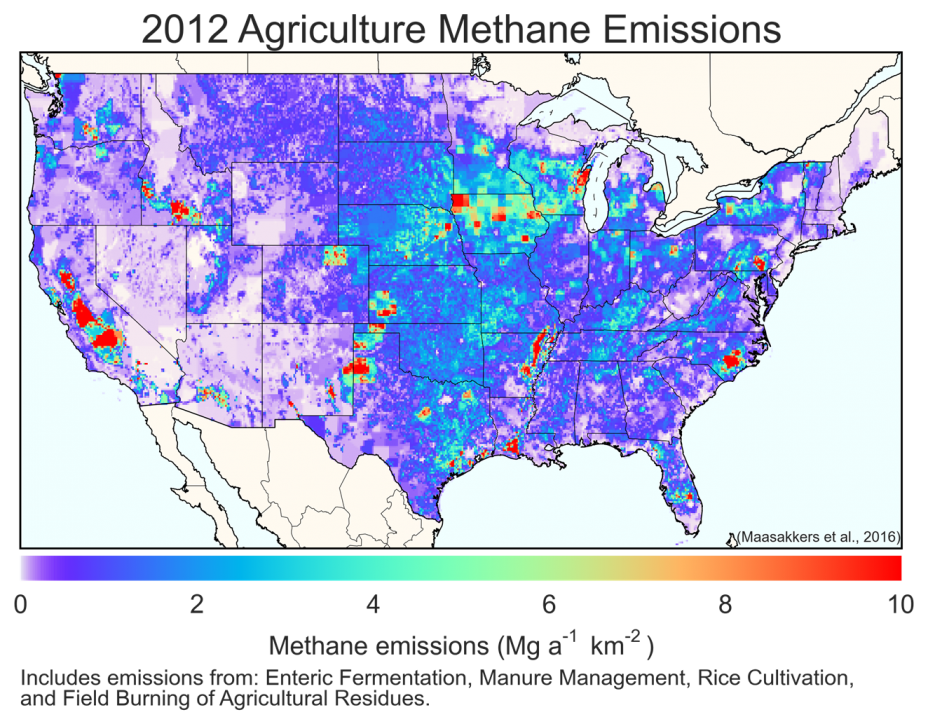 2012 Agriculture Methane Emissions
(Maasakkers et al., 2016)
0 2 4 6 8 10
Methane emissions (Mg a⁻¹ km⁻² )
Includes emissions from: Enteric Fermentation, Manure Management, Rice Cultivation,
and Field Burning of Agricultural Residues.